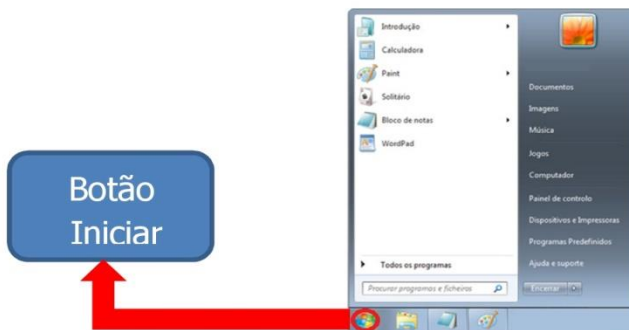 Introdução
Calculadora
Paint
Solitário
Bloco de notas
WordPad
Todos os programas
Procurar programas e ficheiros
Documentos
Imagens
Música
Jogos
Computador
Painel de controlo
Dispositivos e Impressoras
Programas Predefinidos
Ajuda e suporte
Encerrar
Botão
Iniciar